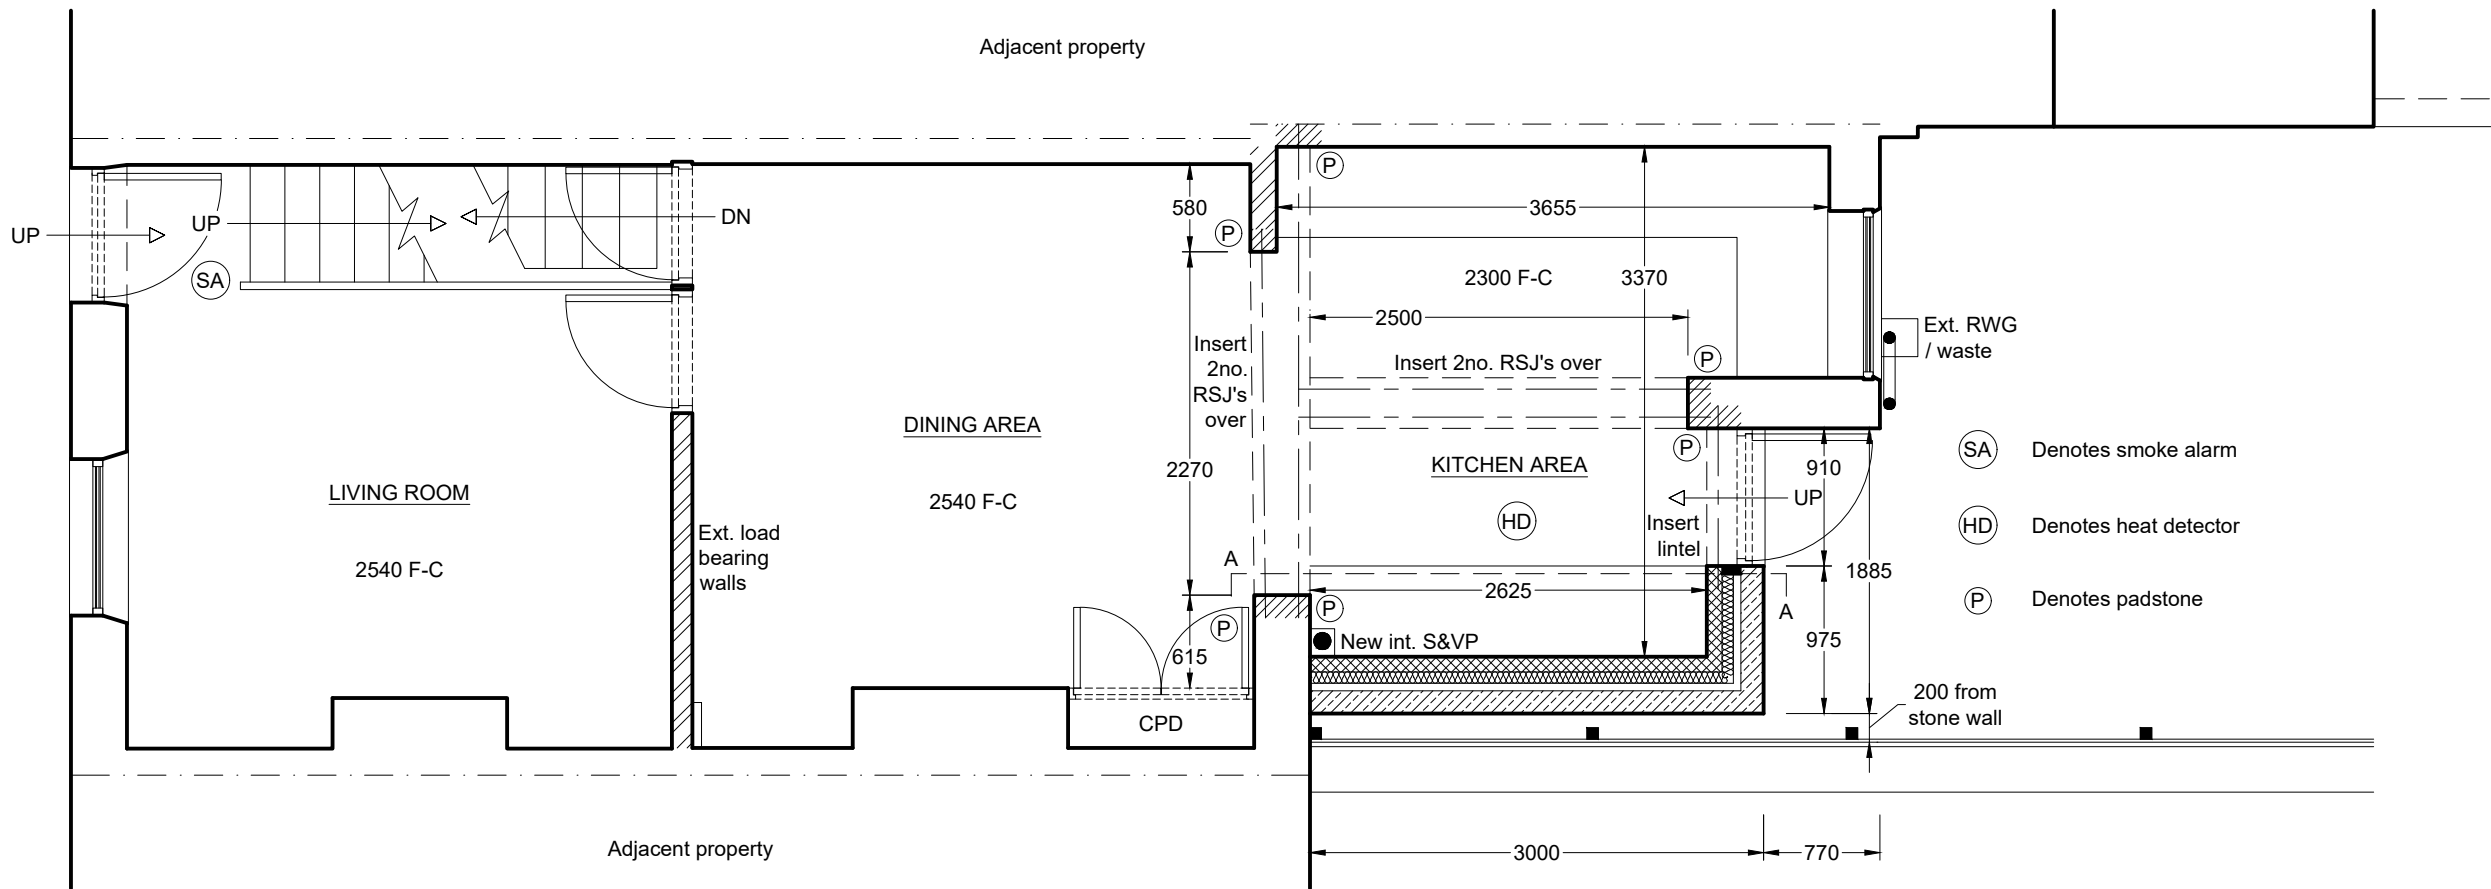 Adjacent property
UP
UP
DN
SA
580
P
P
3655
2300 F-C
3370
2500
Insert
2no.
RSJ's
over
Insert 2no. RSJ's over
P
Ext. RWG
/ waste
DINING AREA
2540 F-C
2270
KITCHEN AREA
HD
P
910
UP
Insert
lintel
SA
Denotes smoke alarm
HD
Denotes heat detector
P
Denotes padstone
LIVING ROOM
2540 F-C
Ext. load
bearing
walls
A
2625
1885
A
P
P
615
New int. S&VP
975
CPD
200 from
stone wall
Adjacent property
3000
770